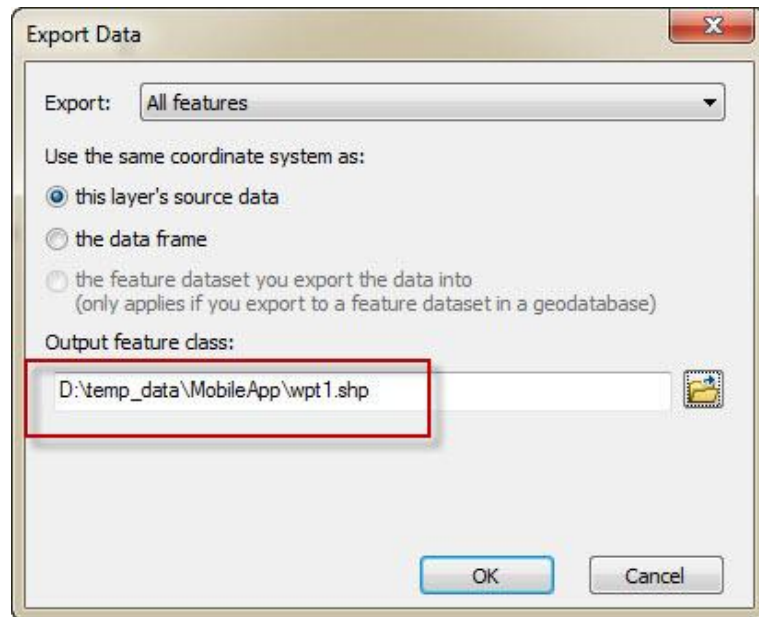 Export Data
Export: All features
Use the same coordinate system as:
this layer's source data
the data frame
the feature dataset you export the data into
(only applies if you export to a feature dataset in a geodatabase)
Output feature class:
D:\temp_data\MobileApp\wpt1.shp
OK Cancel